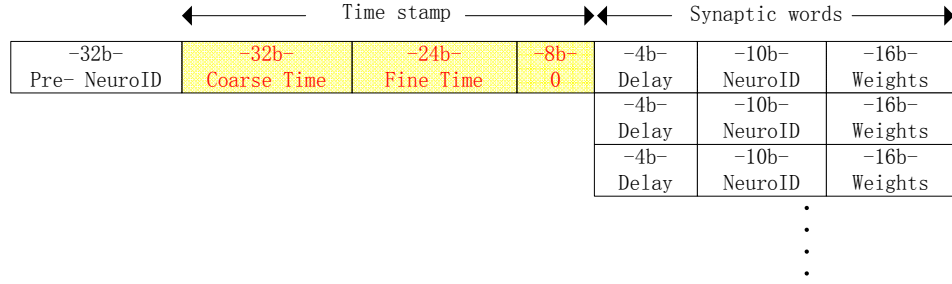 Time stamp Synaptic words
-32b- -32b- -24b- -8b- -4b- -10b- -16b-
Pre- NeuroID Coarse Time Fine Time 0 Delay NeuroID Weights
-4b- -10b- -16b-
Delay NeuroID Weights
-4b- -10b- -16b-
Delay NeuroID Weights